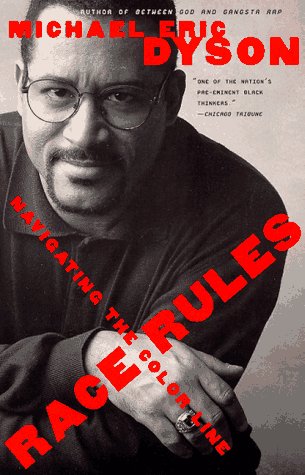 AUTHOR OF BETWEEN GOD AND GANGSTA RAP
MICHAEL ERIC
DYSON
"ONE OF THE NATION'S
PRE-EMINENT BLACK
THINKERS."
—CHICAGO TRIBUNE
NAVIGATING THE COLOR LINE
RACE RULES